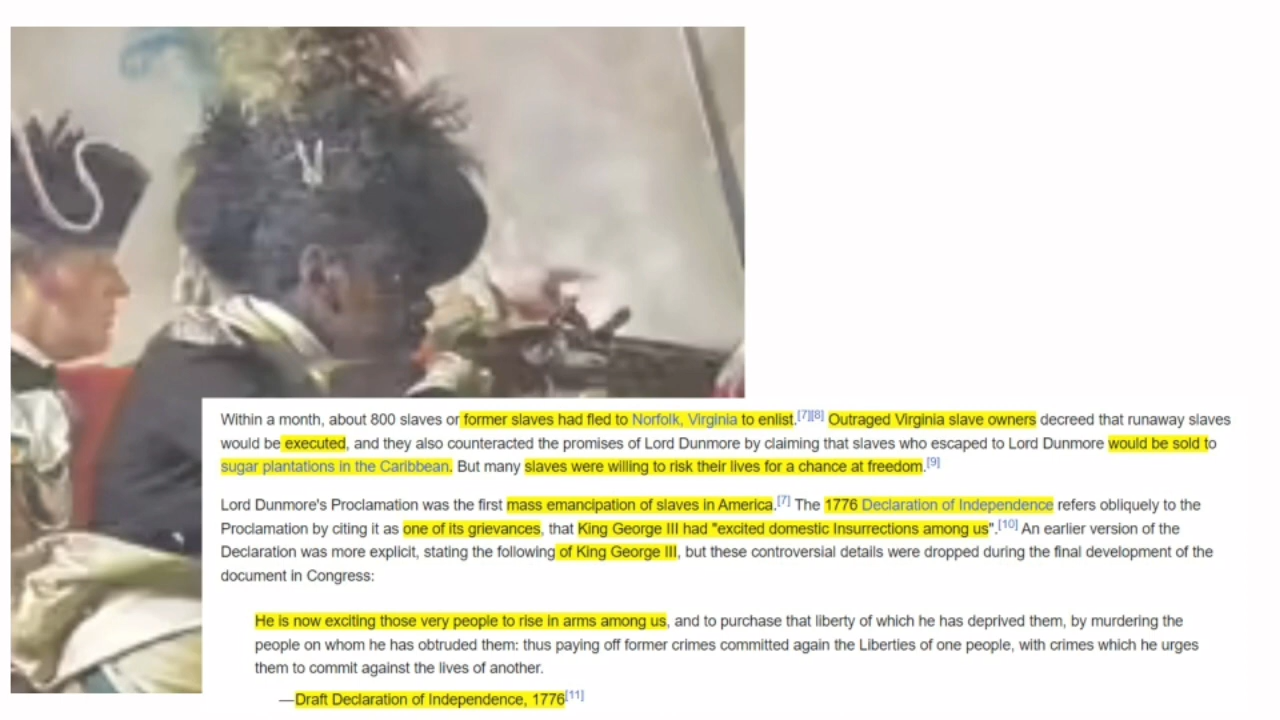 Within a month, about 800 slaves or former slaves had fled to Norfolk, Virginia to enlist.[7][8] Outraged Virginia slave owners decreed that runaway slaves
would be executed, and they also counteracted the promises of Lord Dunmore by claiming that slaves who escaped to Lord Dunmore would be sold to
sugar plantations in the Caribbean. But many slaves were willing to risk their lives for a chance at freedom.[9]
Lord Dunmore's Proclamation was the first mass emancipation of slaves in America.[7] The 1776 Declaration of Independence refers obliquely to the
Proclamation by citing it as one of its grievances, that King George III had "excited domestic Insurrections among us".[10] An earlier version of the
Declaration was more explicit, stating the following of King George III, but these controversial details were dropped during the final development of the
document in Congress:
He is now exciting those very people to rise in arms among us, and to purchase that liberty of which he has deprived them, by murdering the
people on whom he has obtruded them: thus paying off former crimes committed again the Liberties of one people, with crimes which he urges
them to commit against the lives of another.
—Draft Declaration of Independence, 1776[11]